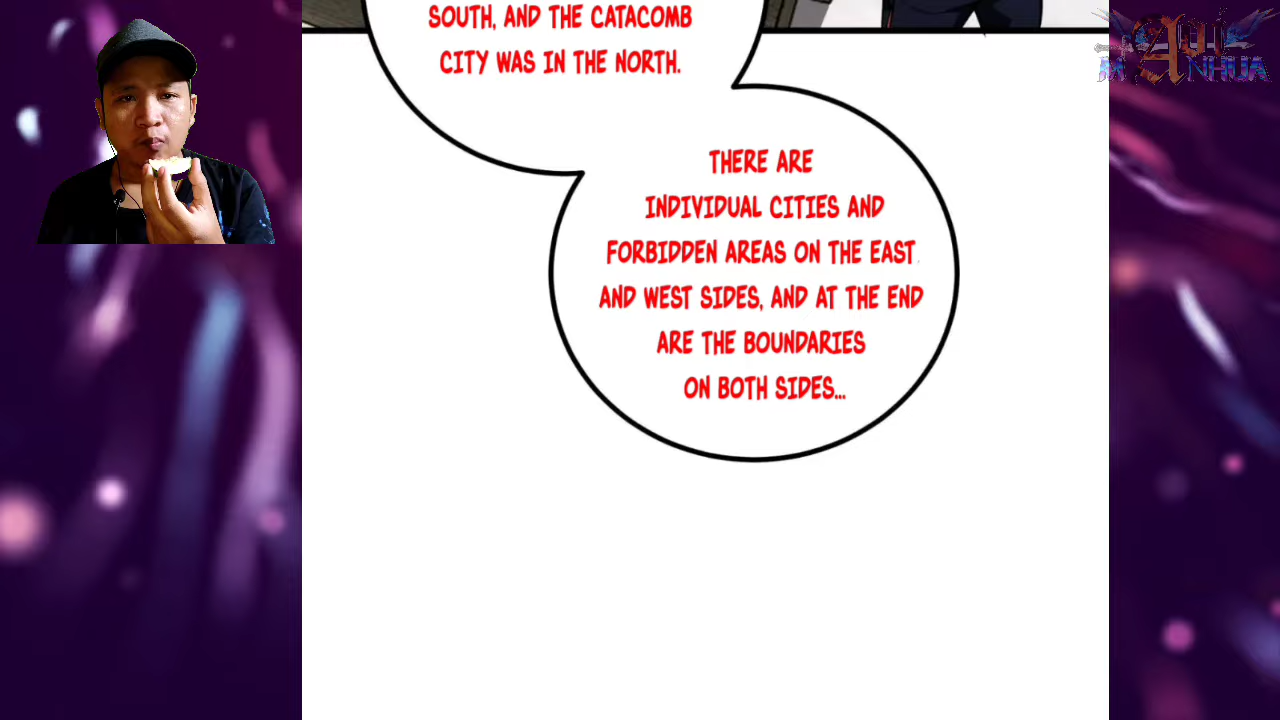 SOUTH, AND THE CATACOMB
CITY WAS IN THE NORTH.
THERE ARE
INDIVIDUAL CITIES AND
FORBIDDEN AREAS ON THE EAST
AND WEST SIDES, AND AT THE END
ARE THE BOUNDARIES
ON BOTH SIDES...
MANHUA